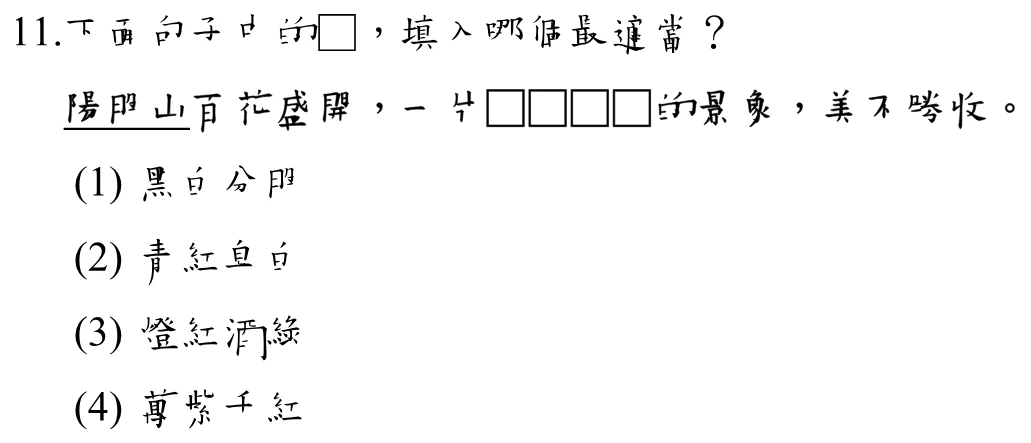 11.下面句子中的□，填入哪個最適當？
陽明山百花盛開，一片□□□□的景象，美不勝收。
(1) 黑白分明
(2) 青紅皂白
(3) 燈紅酒綠
(4) 萬紫千紅